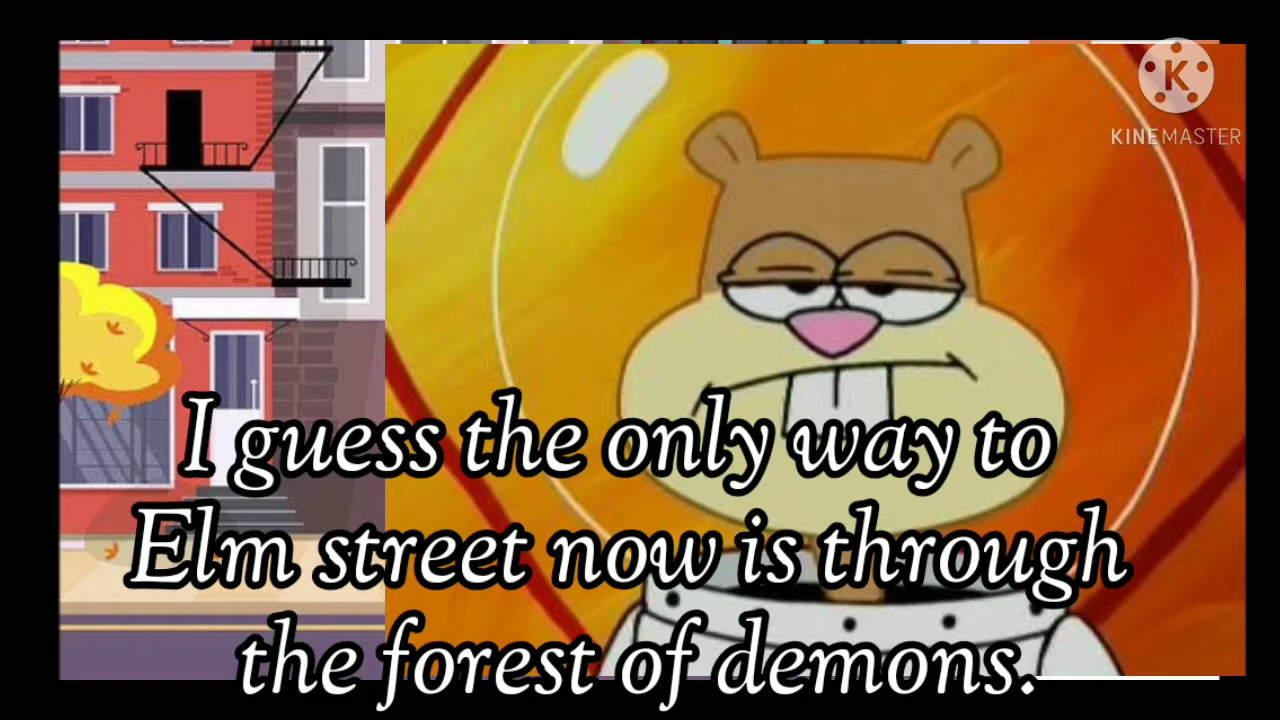 K
KINEMASTER
I guess the only way to
Elm street now is through
the forest of demons.